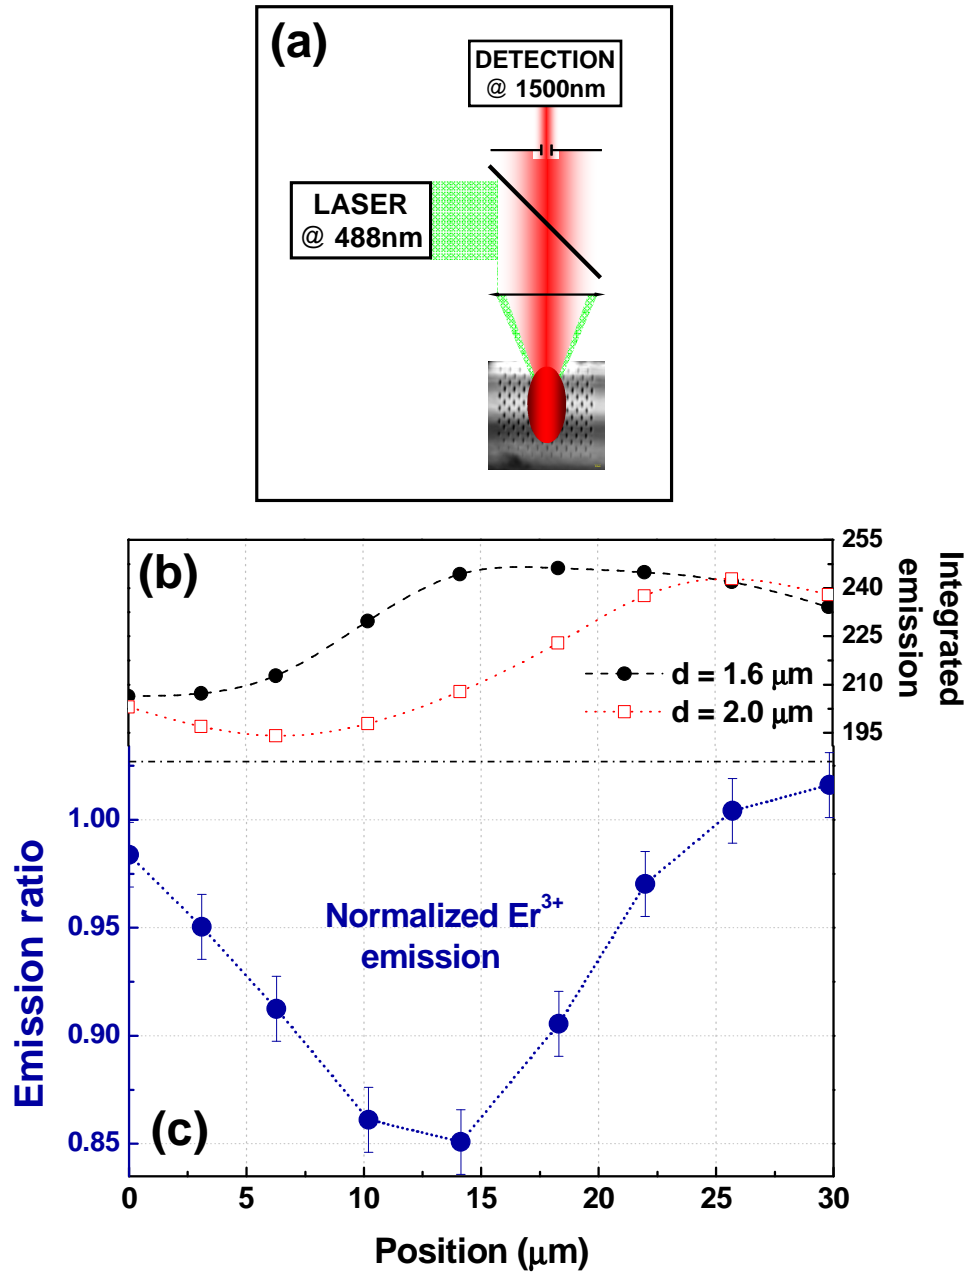 (a)
DETECTION
@ 1500nm
LASER
@ 488nm
(b)
255
240
225
210
195
Integrated
emission
d = 1.6 μm
d = 2.0 μm
1.00
0.95
0.90
0.85
Emission ratio
Normalized Er³⁺
emission
(c)
0 5 10 15 20 25 30
Position (μm)